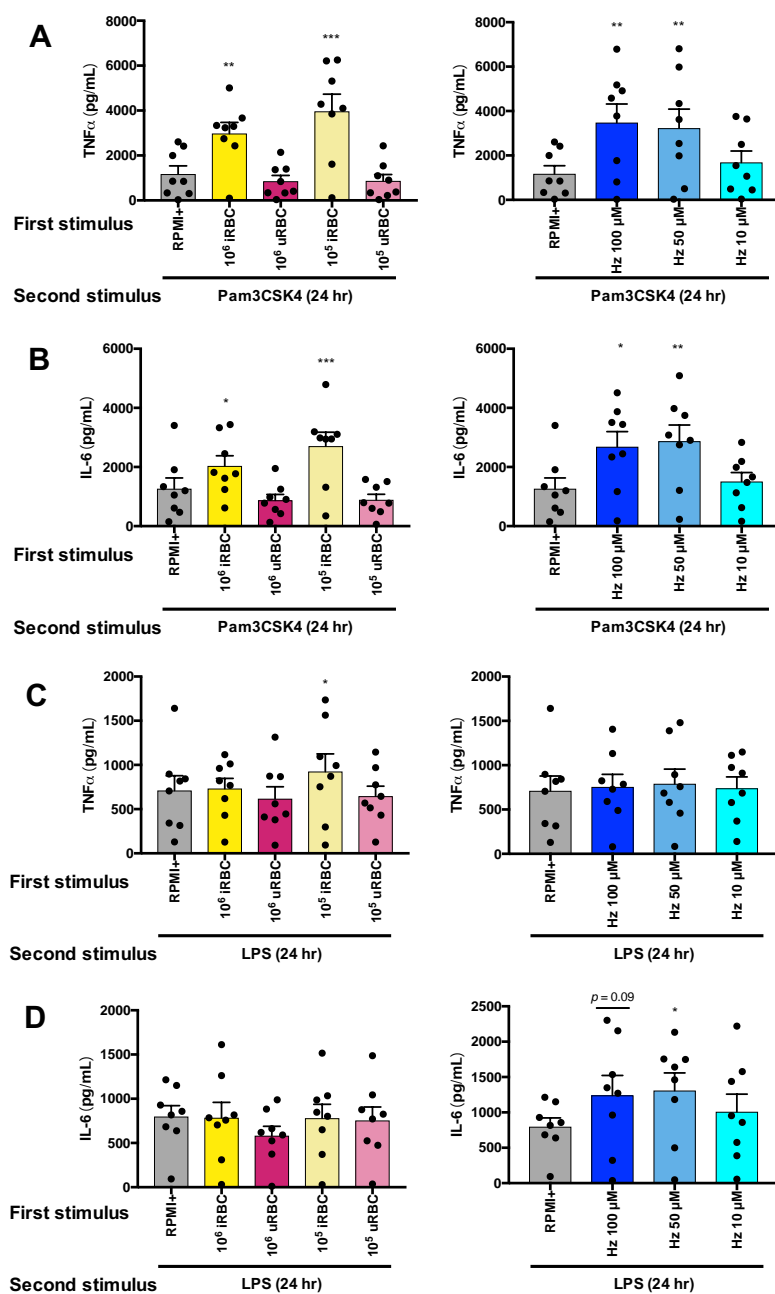 A
TNFα (pg/mL)
8000
6000
4000
2000
0
**
***
RPMI+
10⁶ iRBC
10⁶ uRBC
10⁵ iRBC
10⁵ uRBC
First stimulus
Second stimulus
Pam3CSK4 (24 hr)
TNFα (pg/mL)
8000
6000
4000
2000
0
**
**
RPMI+
Hz 100 µM
Hz 50 µM
Hz 10 µM
Pam3CSK4 (24 hr)
B
IL-6 (pg/mL)
6000
4000
2000
0
*
***
RPMI+
10⁶ iRBC
10⁶ uRBC
10⁵ iRBC
10⁵ uRBC
First stimulus
Second stimulus
Pam3CSK4 (24 hr)
IL-6 (pg/mL)
6000
4000
2000
0
*
**
RPMI+
Hz 100 µM
Hz 50 µM
Hz 10 µM
Pam3CSK4 (24 hr)
C
TNFα (pg/mL)
2000
1500
1000
500
0
*
RPMI+
10⁶ iRBC
10⁶ uRBC
10⁵ iRBC
10⁵ uRBC
First stimulus
Second stimulus
LPS (24 hr)
TNFα (pg/mL)
2000
1500
1000
500
0
RPMI+
Hz 100 µM
Hz 50 µM
Hz 10 µM
LPS (24 hr)
D
IL-6 (pg/mL)
2000
1500
1000
500
0
RPMI+
10⁶ iRBC
10⁶ uRBC
10⁵ iRBC
10⁵ uRBC
First stimulus
Second stimulus
LPS (24 hr)
IL-6 (pg/mL)
2500
2000
1500
1000
500
0
p = 0.09
*
RPMI+
Hz 100 µM
Hz 50 µM
Hz 10 µM
LPS (24 hr)